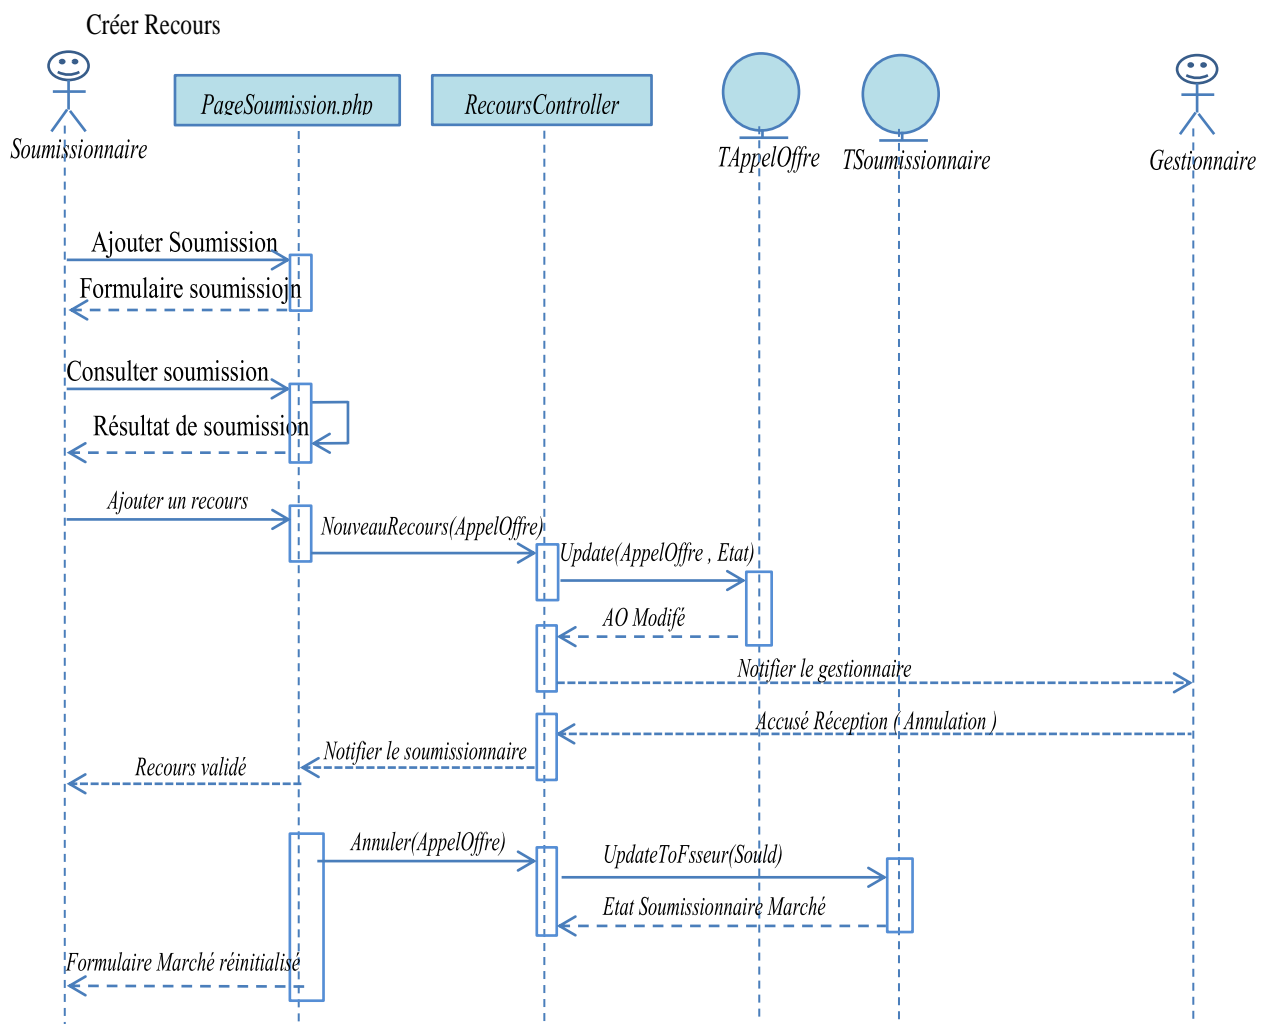 Créer Recours
PageSoumission.php
RecoursController
Soumissionnaire
TAppelOffre
TSoumissionnaire
Gestionnaire
Ajouter Soumission
Formulaire soumissiojn
Consulter soumission
Résultat de soumission
Ajouter un recours
NouveauRecours(AppelOffre)
Update(AppelOffre , Etat)
AO Modifé
Notifier le gestionnaire
Accusé Réception ( Annulation )
Notifier le soumissionnaire
Recours validé
Annuler(AppelOffre)
UpdateToFsseur(Sould)
Etat Soumissionnaire Marché
Formulaire Marché réinitialisé